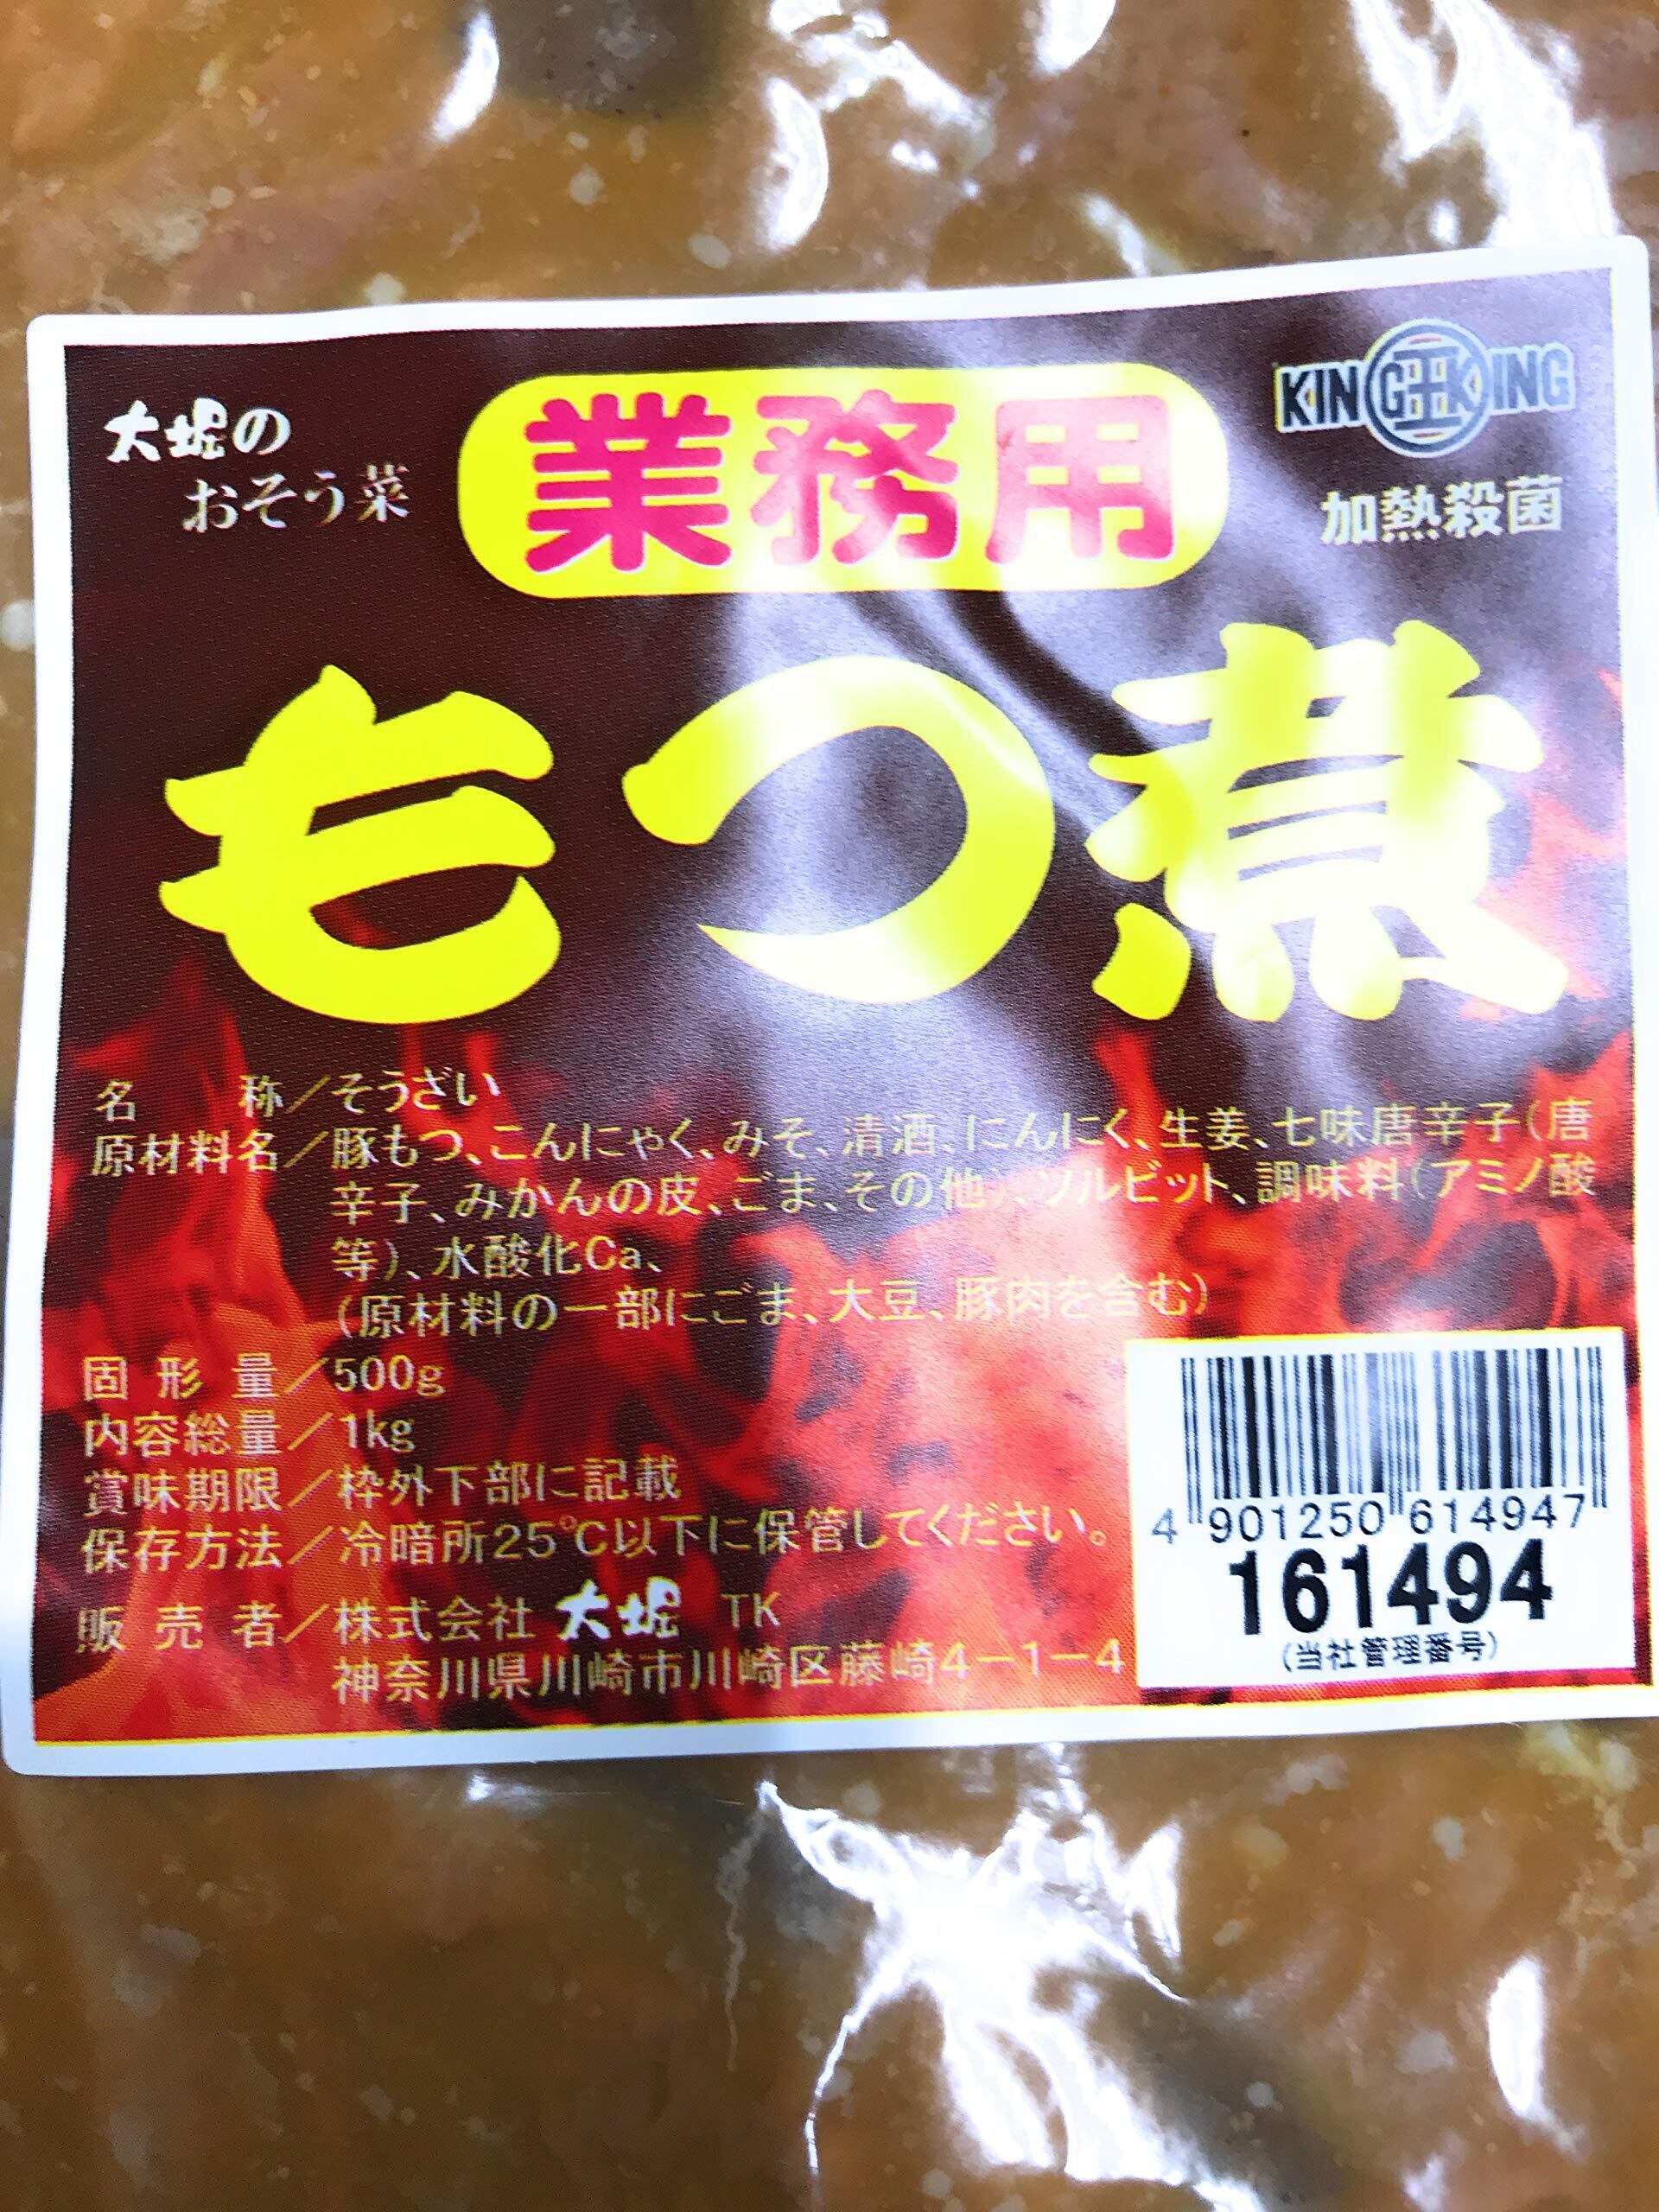 大堀の
おそう菜
業務用
KING王KING
加熱殺菌
もつ煮
名 称／そうざい
原材料名／豚もつ、こんにゃく、みそ、清酒、にんにく、生姜、七味唐辛子(唐
辛子、みかんの皮、ごま、その他)、ソルビット、調味料(アミノ酸
等)、水酸化Ca、
(原材料の一部にごま、大豆、豚肉を含む)
固形量／500g
内容総量／1kg
賞味期限／枠外下部に記載
保存方法／冷暗所25℃以下に保管してください。
販売者／株式会社 大堀 TK
神奈川県川崎市川崎区藤崎4－1－4
4 901250 614947
161494
(当社管理番号)